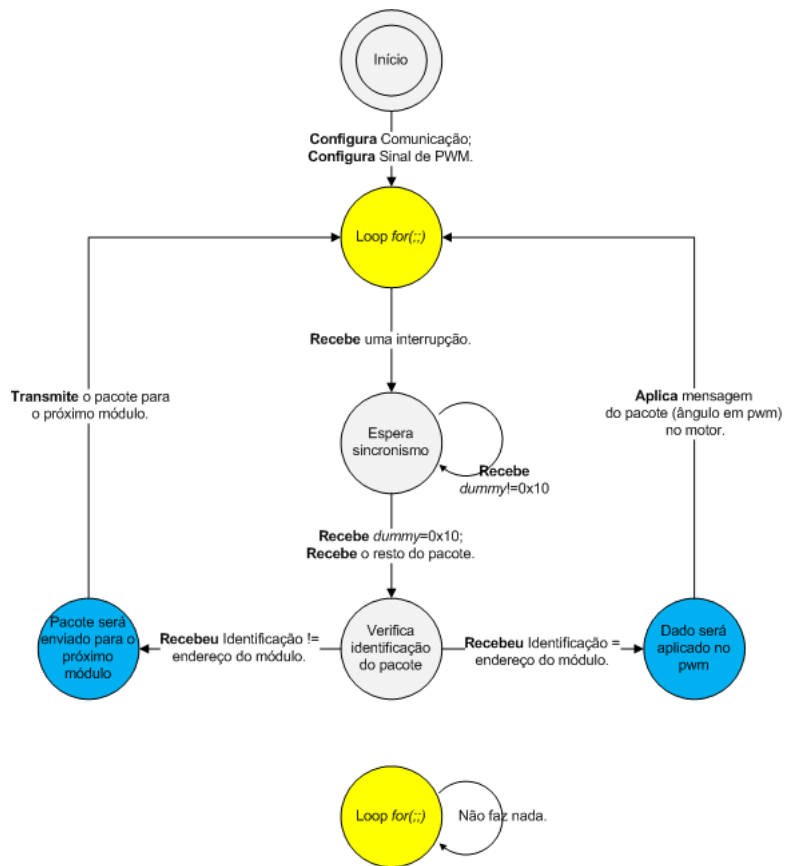 Início
Configura Comunicação;
Configura Sinal de PWM.
Loop for(;;)
Recebe uma interrupção.
Transmite o pacote para
o próximo módulo.
Aplica mensagem
do pacote (ângulo em pwm)
no motor.
Espera
sincronismo
Recebe
dummy!=0x10
Recebe dummy=0x10;
Recebe o resto do pacote.
Pacote será
enviado para o
próximo
módulo
Recebeu Identificação !=
endereço do módulo.
Verifica
identificação
do pacote
Recebeu Identificação =
endereço do módulo.
Dado será
aplicado no
pwm
Loop for(;;)
Não faz nada.